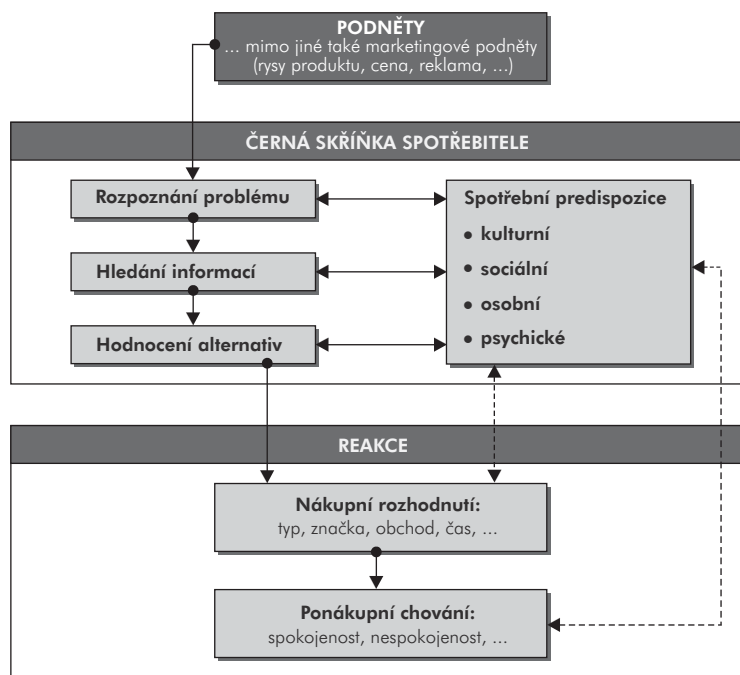 PODNĚTY
... mimo jiné také marketingové podněty
(rysy produktu, cena, reklama, ...)
ČERNÁ SKŘÍŇKA SPOTŘEBITELE
Rozpoznání problému
Hledání informací
Hodnocení alternativ
Spotřební predispozice
• kulturní
• sociální
• osobní
• psychické
REAKCE
Nákupní rozhodnutí:
typ, značka, obchod, čas, ...
Ponákupní chování:
spokojenost, nespokojenost, ...